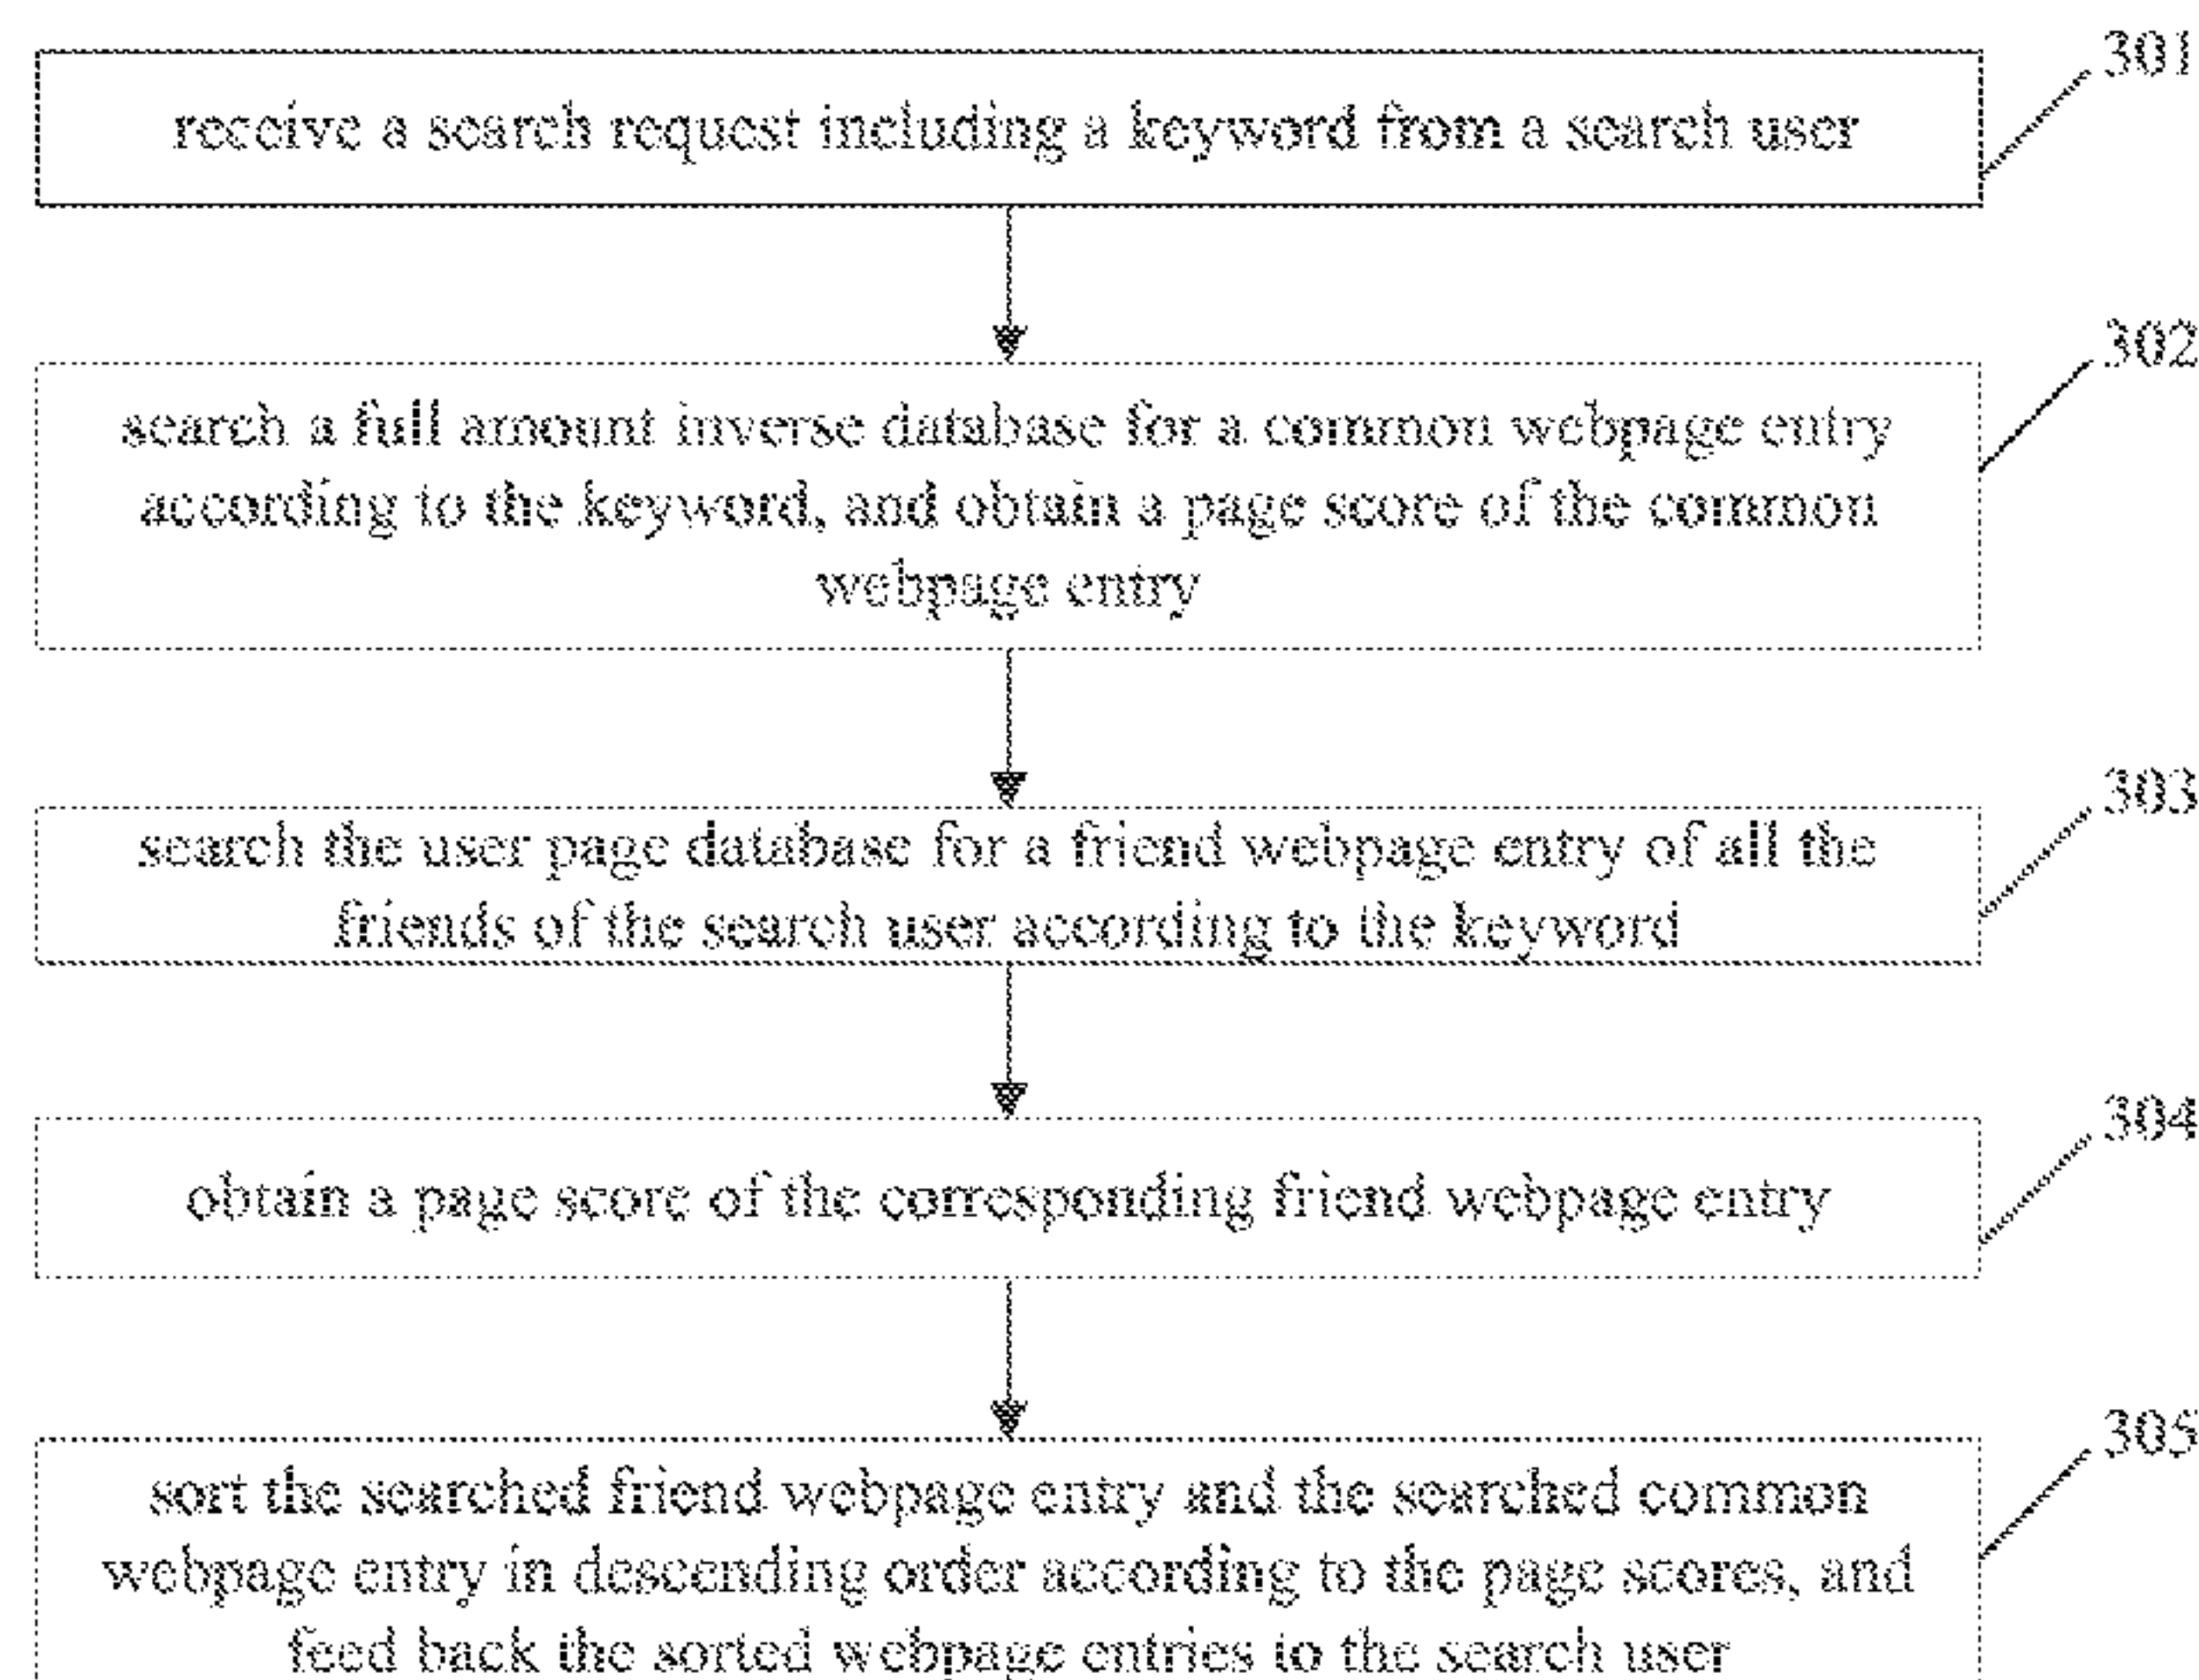 301
receive a search request including a keyword from a search user
302
search a full amount inverse database for a common webpage entry
according to the keyword, and obtain a page score of the common
webpage entry
303
search the user page database for a friend webpage entry of all the
friends of the search user according to the keyword
304
obtain a page score of the corresponding friend webpage entry
305
sort the searched friend webpage entry and the searched common
webpage entry in descending order according to the page scores, and
feed back the sorted webpage entries to the search user